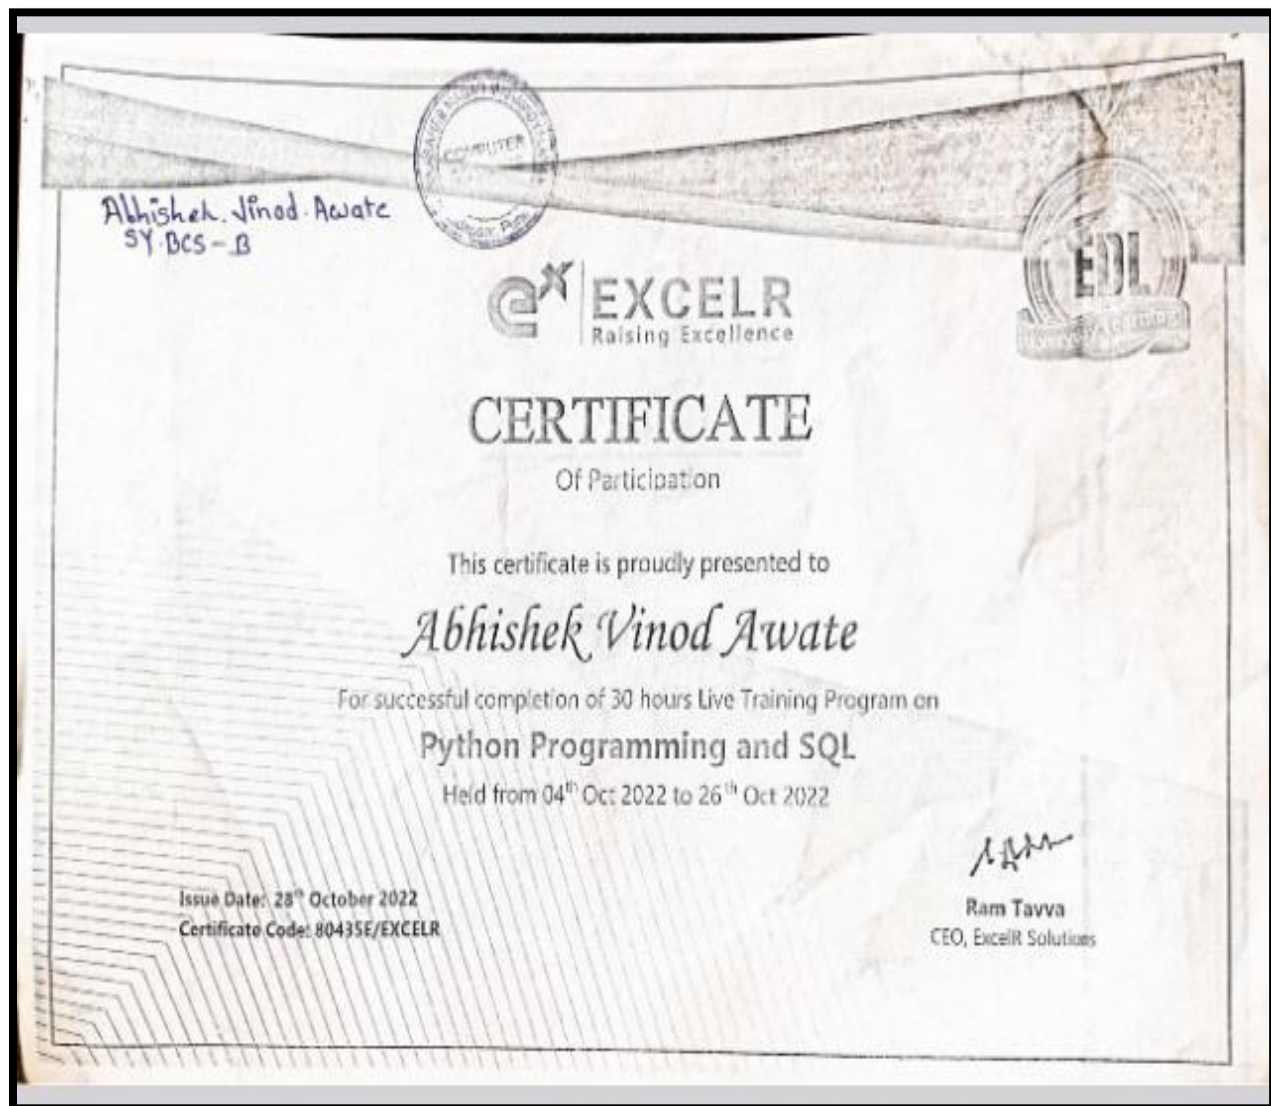 COMPUTER
Abhishek. Vinod. Awate
SY.BCS-B
EDL
ex EXCELR
Raising Excellence
CERTIFICATE
Of Participation
This certificate is proudly presented to
Abhishek Vinod Awate
For successful completion of 30 hours Live Training Program on
Python Programming and SQL
Held from 04th Oct 2022 to 26th Oct 2022
Issue Date: 28th October 2022
Certificate Code: 80435E/EXCELR
Ram Tavva
CEO, ExcelR Solutions